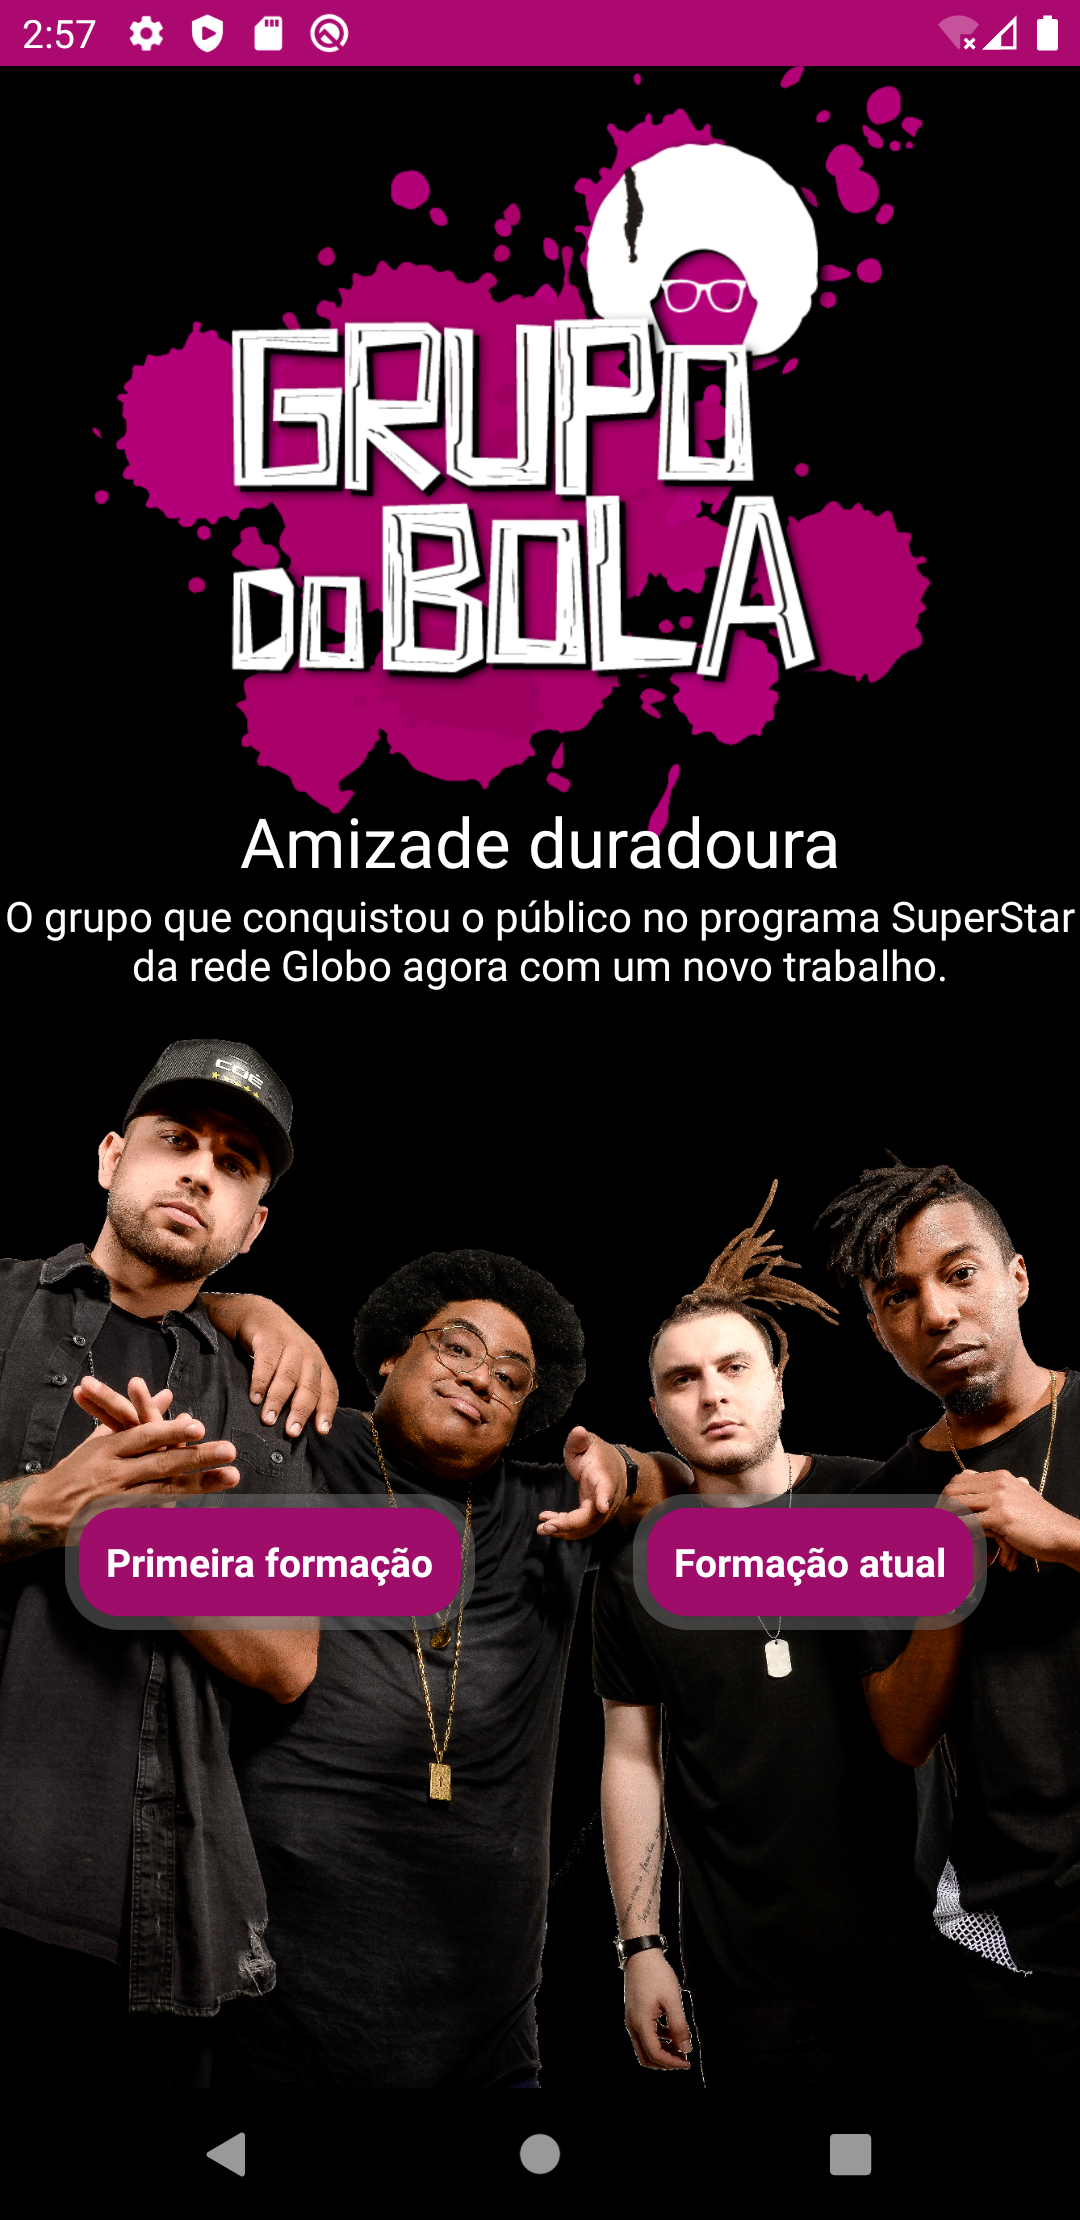 2:57
GRUPO
DO BOLA
Amizade duradoura
O grupo que conquistou o público no programa SuperStar
da rede Globo agora com um novo trabalho.
COÉ
Primeira formação
Formação atual